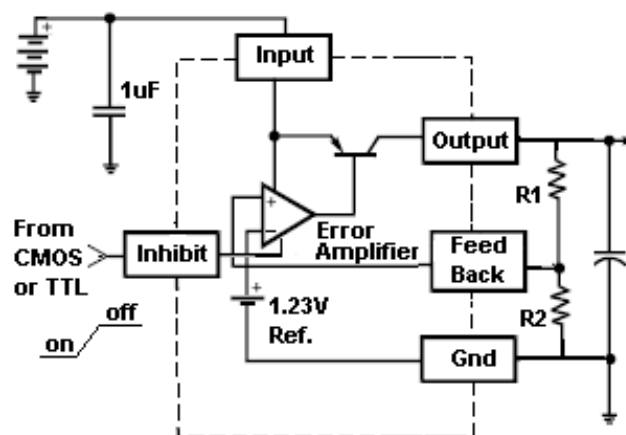 +
Input
1uF
Output
R1
+
−
Error
Amplifier
From
CMOS
or TTL
Inhibit
Feed
Back
+
1.23V
Ref.
R2
off
on
Gnd